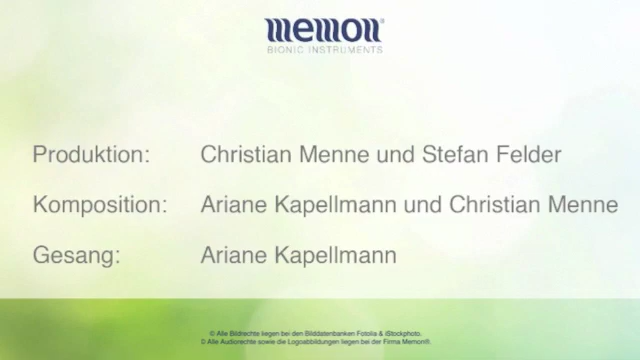 memon®
BIONIC INSTRUMENTS
Produktion: Christian Menne und Stefan Felder
Komposition: Ariane Kapellmann und Christian Menne
Gesang: Ariane Kapellmann
© Alle Bildrechte liegen bei den Bilddatenbanken Fotolia & iStockphoto.
© Alle Audiorechte sowie die Logoabbildungen liegen bei der Firma Memon®.